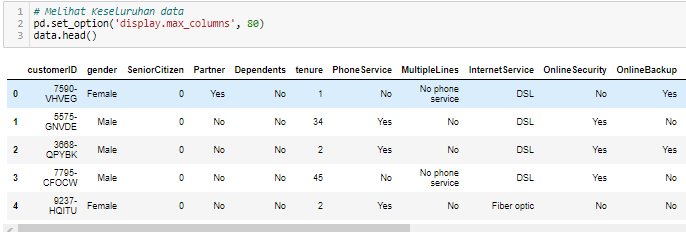 1 # Melihat Keseluruhan data
2 pd.set_option('display.max_columns', 80)
3 data.head()
customerID gender SeniorCitizen Partner Dependents tenure PhoneService MultipleLines InternetService OnlineSecurity OnlineBackup
0 7590-VHVEG Female 0 Yes No 1 No No phone service DSL No Yes
1 5575-GNVDE Male 0 No No 34 Yes No DSL Yes No
2 3668-QPYBK Male 0 No No 2 Yes No DSL Yes Yes
3 7795-CFOCW Male 0 No No 45 No No phone service DSL Yes No
4 9237-HQITU Female 0 No No 2 Yes No Fiber optic No No